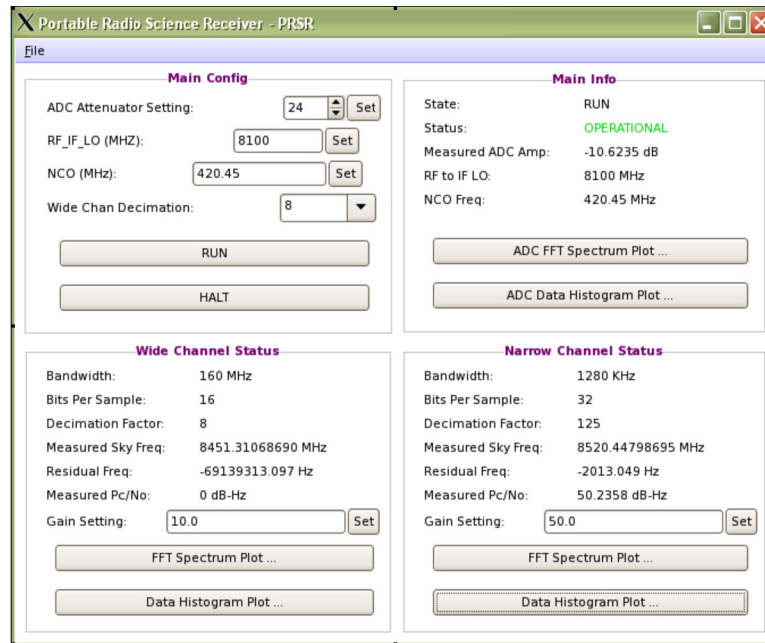 Portable Radio Science Receiver - PRSR
File
Main Config
ADC Attenuator Setting: 24 Set
RF_IF_LO (MHZ): 8100 Set
NCO (MHz): 420.45 Set
Wide Chan Decimation: 8
RUN
HALT
Main Info
State: RUN
Status: OPERATIONAL
Measured ADC Amp: -10.6235 dB
RF to IF LO: 8100 MHz
NCO Freq: 420.45 MHz
ADC FFT Spectrum Plot ...
ADC Data Histogram Plot ...
Wide Channel Status
Bandwidth: 160 MHz
Bits Per Sample: 16
Decimation Factor: 8
Measured Sky Freq: 8451.31068690 MHz
Residual Freq: -69139313.097 Hz
Measured Pc/No: 0 dB-Hz
Gain Setting: 10.0 Set
FFT Spectrum Plot ...
Data Histogram Plot ...
Narrow Channel Status
Bandwidth: 1280 KHz
Bits Per Sample: 32
Decimation Factor: 125
Measured Sky Freq: 8520.44798695 MHz
Residual Freq: -2013.049 Hz
Measured Pc/No: 50.2358 dB-Hz
Gain Setting: 50.0 Set
FFT Spectrum Plot ...
Data Histogram Plot ...